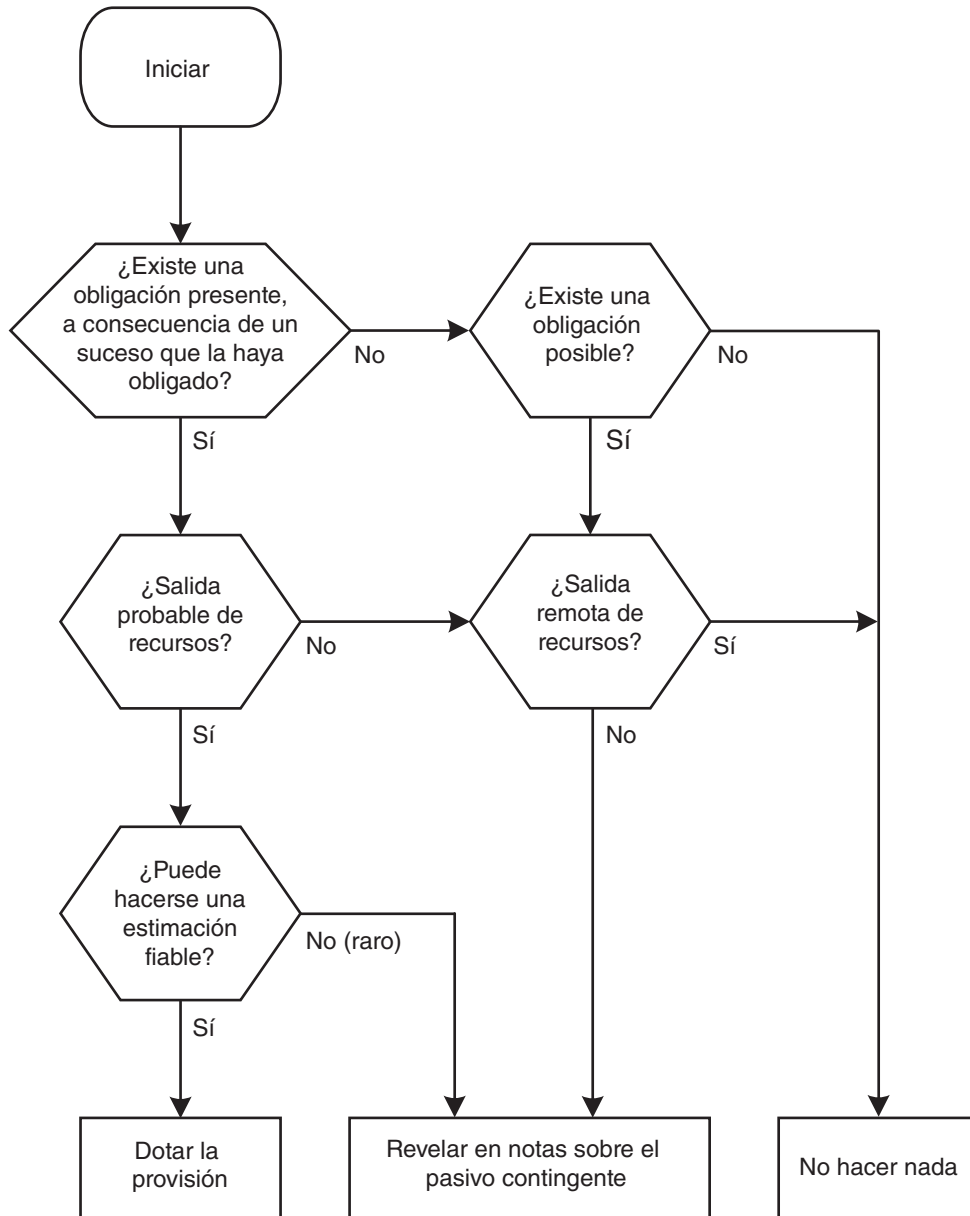 Iniciar
¿Existe una
obligación presente,
a consecuencia de un
suceso que la haya
obligado?
No
¿Existe una
obligación
posible?
No
Sí
Sí
¿Salida
probable de
recursos?
No
¿Salida
remota de
recursos?
Sí
Sí
No
¿Puede
hacerse una
estimación
fiable?
No (raro)
Sí
Dotar la
provisión
Revelar en notas sobre el
pasivo contingente
No hacer nada